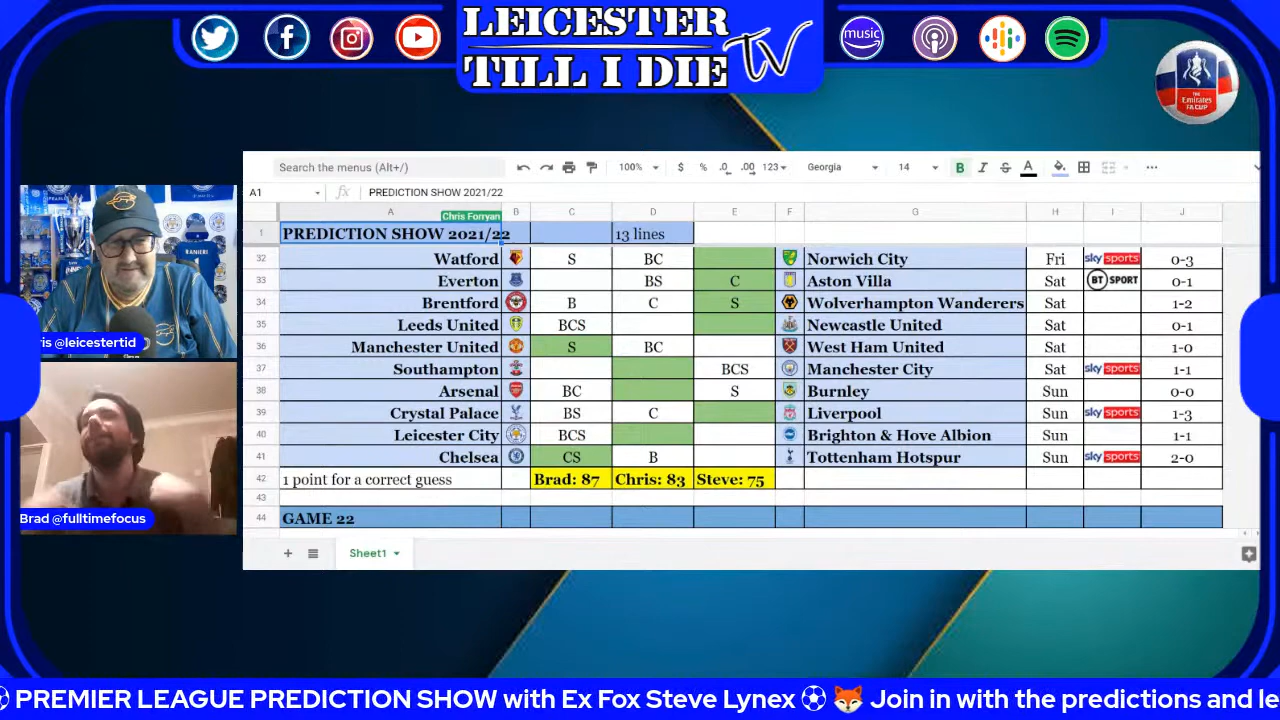 LEICESTER
TILL I DIE TV
music
THE
Emirates
FA CUP
Search the menus (Alt+/)
100% $ % .0 .00 123 Georgia 14 B I S A
A1 fx PREDICTION SHOW 2021/22
Chris Forryan
A B C D E F G H I J
1 PREDICTION SHOW 2021/22 13 lines
32 Watford S BC Norwich City Fri sky sports 0-3
33 Everton BS C Aston Villa Sat BT SPORT 0-1
34 Brentford B C S Wolverhampton Wanderers Sat 1-2
35 Leeds United BCS Newcastle United Sat 0-1
36 Manchester United S BC West Ham United Sat 1-0
37 Southampton BCS Manchester City Sat sky sports 1-1
38 Arsenal BC S Burnley Sun 0-0
39 Crystal Palace BS C Liverpool Sun sky sports 1-3
40 Leicester City BCS Brighton & Hove Albion Sun 1-1
41 Chelsea CS B Tottenham Hotspur Sun sky sports 2-0
42 1 point for a correct guess Brad: 87 Chris: 83 Steve: 75
43
44 GAME 22
Sheet1
RANIERI
ris @leicestertid
Brad @fulltimefocus
PREMIER LEAGUE PREDICTION SHOW with Ex Fox Steve Lynex ⚽ 🦊 Join in with the predictions and le